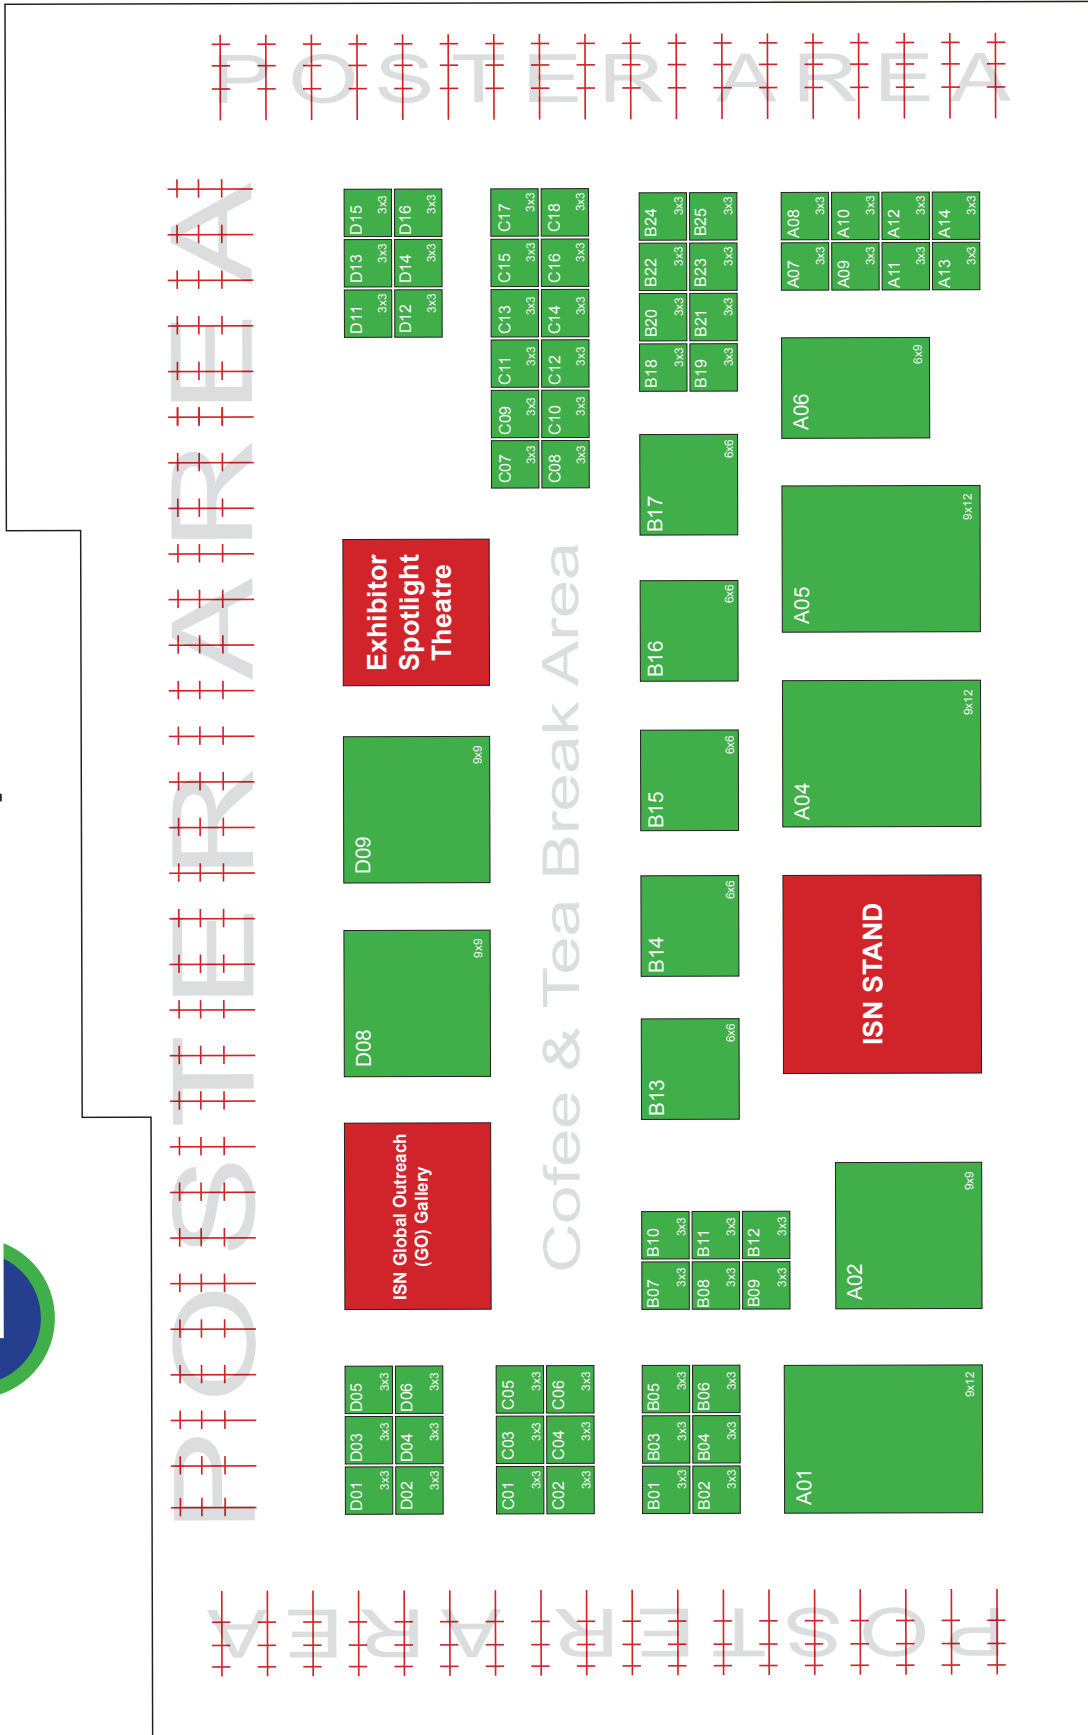 POSTER AREA
POSTER AREA
POSTER AREA
D01 3x3
D03 3x3
D05 3x3
D02 3x3
D04 3x3
D06 3x3
ISN Global Outreach
(GO) Gallery
D08 9x9
D09 9x9
Exhibitor
Spotlight
Theatre
D11 3x3
D13 3x3
D15 3x3
D12 3x3
D14 3x3
D16 3x3
C01 3x3
C03 3x3
C05 3x3
C02 3x3
C04 3x3
C06 3x3
Cofee & Tea Break Area
C07 3x3
C09 3x3
C11 3x3
C13 3x3
C15 3x3
C17 3x3
C08 3x3
C10 3x3
C12 3x3
C14 3x3
C16 3x3
C18 3x3
B01 3x3
B03 3x3
B05 3x3
B02 3x3
B04 3x3
B06 3x3
B07 3x3
B10 3x3
B08 3x3
B11 3x3
B09 3x3
B12 3x3
B13 6x6
B14 6x6
B15 6x6
B16 6x6
B17 6x6
B18 3x3
B20 3x3
B22 3x3
B24 3x3
B19 3x3
B21 3x3
B23 3x3
B25 3x3
A01 9x12
A02 9x9
ISN STAND
A04 9x12
A05 9x12
A06 6x9
A07 3x3
A08 3x3
A09 3x3
A10 3x3
A11 3x3
A12 3x3
A13 3x3
A14 3x3